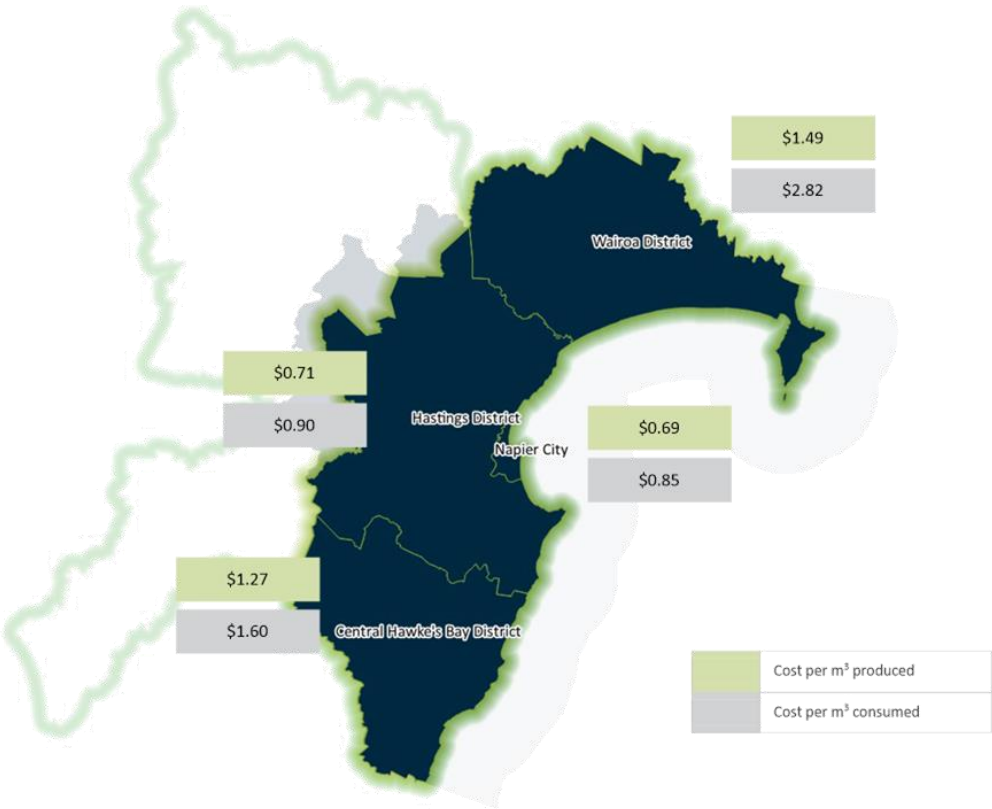 $1.49
$2.82
Wairoa District
$0.71
$0.90
Hastings District
Napier City
$0.69
$0.85
$1.27
$1.60
Central Hawke's Bay District
Cost per m³ produced
Cost per m³ consumed